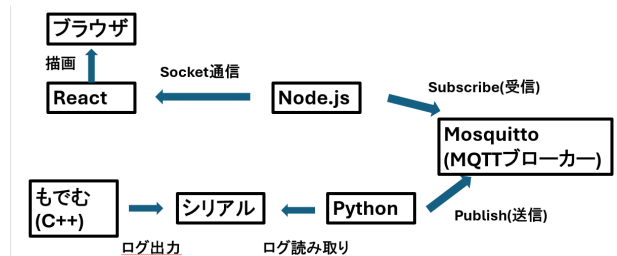 ブラウザ
描画
Socket通信
React
Node.js
Subscribe(受信)
Mosquitto
(MQTTブローカー)
もでむ
(C++)
シリアル
Python
Publish(送信)
ログ出力
ログ読み取り